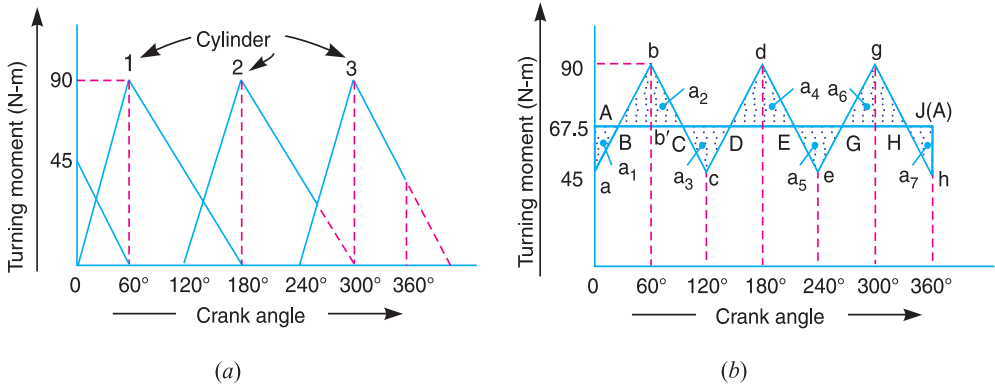 Turning moment (N-m)
Cylinder
1 2 3
90
45
0 60° 120° 180° 240° 300° 360°
Crank angle
(a)
Turning moment (N-m)
b d g
90
a2 a4 a6
A J(A)
67.5
B b′ C D E G H
a1 a3 a5 a7
45
a c e h
0 60° 120° 180° 240° 300° 360°
Crank angle
(b)